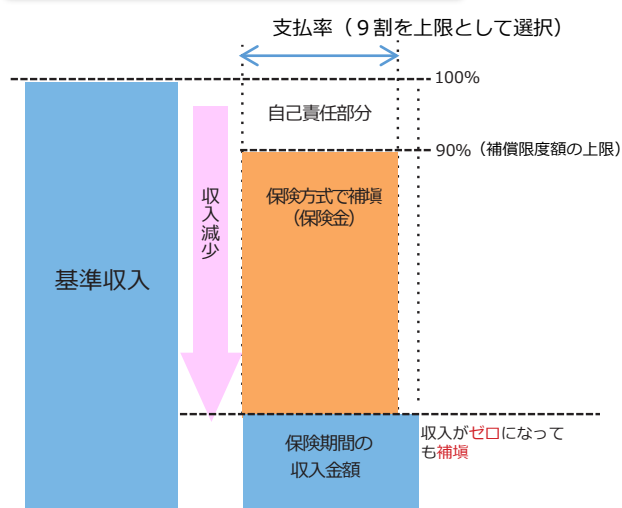 支払率（９割を上限として選択）
100%
自己責任部分
90%（補償限度額の上限）
収入減少
保険方式で補塡
（保険金）
基準収入
収入がゼロになって
も補塡
保険期間の
収入金額